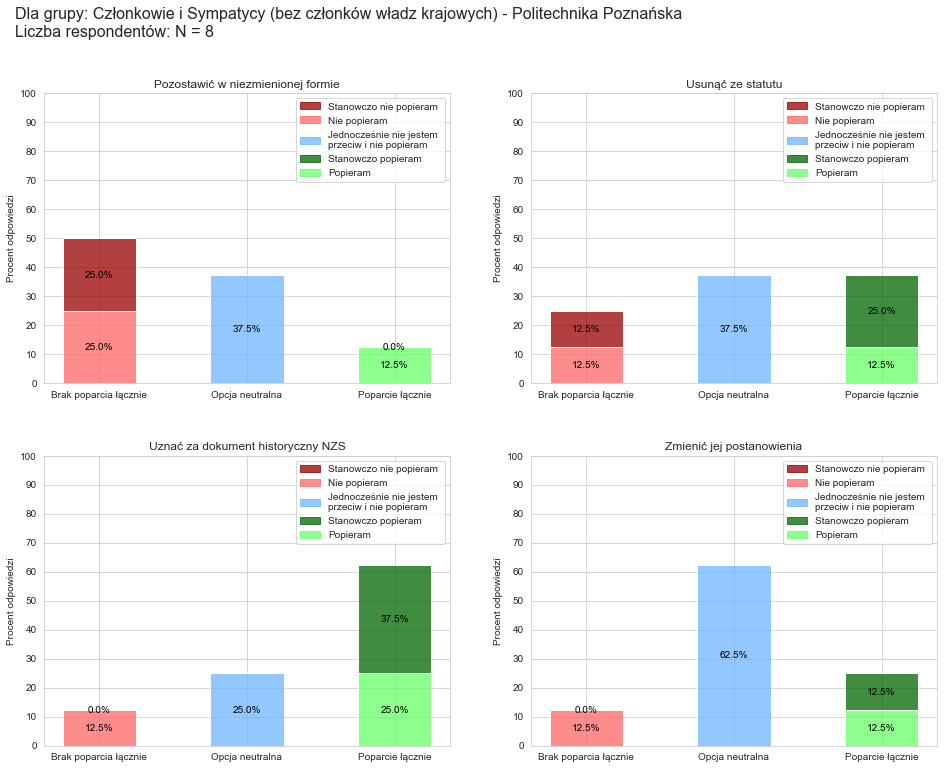 Dla grupy: Członkowie i Sympatycy (bez członków władz krajowych) - Politechnika Poznańska
Liczba respondentów: N = 8
Pozostawić w niezmienionej formie
Procent odpowiedzi
100
90
80
70
60
50
40
30
20
10
0
Stanowczo nie popieram
Nie popieram
Jednocześnie nie jestem
przeciw i nie popieram
Stanowczo popieram
Popieram
25.0%
25.0%
37.5%
0.0%
12.5%
Brak poparcia łącznie
Opcja neutralna
Poparcie łącznie
Usunąć ze statutu
Procent odpowiedzi
100
90
80
70
60
50
40
30
20
10
0
Stanowczo nie popieram
Nie popieram
Jednocześnie nie jestem
przeciw i nie popieram
Stanowczo popieram
Popieram
12.5%
12.5%
37.5%
25.0%
12.5%
Brak poparcia łącznie
Opcja neutralna
Poparcie łącznie
Uznać za dokument historyczny NZS
Procent odpowiedzi
100
90
80
70
60
50
40
30
20
10
0
Stanowczo nie popieram
Nie popieram
Jednocześnie nie jestem
przeciw i nie popieram
Stanowczo popieram
Popieram
0.0%
12.5%
25.0%
37.5%
25.0%
Brak poparcia łącznie
Opcja neutralna
Poparcie łącznie
Zmienić jej postanowienia
Procent odpowiedzi
100
90
80
70
60
50
40
30
20
10
0
Stanowczo nie popieram
Nie popieram
Jednocześnie nie jestem
przeciw i nie popieram
Stanowczo popieram
Popieram
0.0%
12.5%
62.5%
12.5%
12.5%
Brak poparcia łącznie
Opcja neutralna
Poparcie łącznie